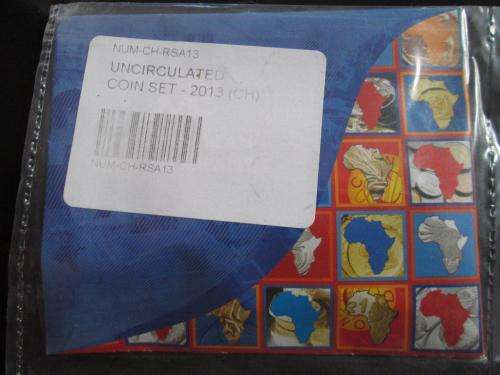 NUM-CH-RSA13
UNCIRCULATED
COIN SET - 2013 (CH)
NUM-CH-RSA13